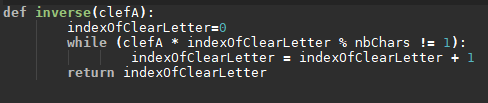 def inverse(clefA):
indexOfClearLetter=0
while (clefA * indexOfClearLetter % nbChars != 1):
indexOfClearLetter = indexOfClearLetter + 1
return indexOfClearLetter